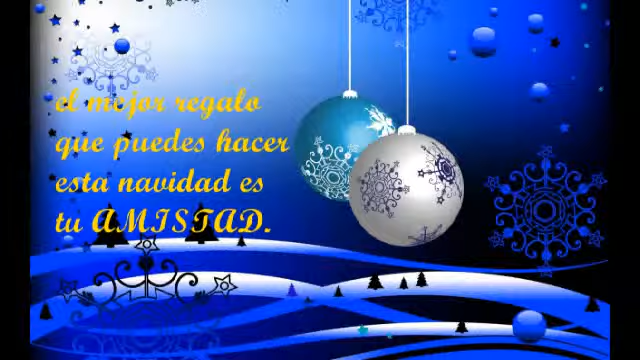 el mejor regalo
que puedes hacer
esta navidad es
tu AMISTAD.